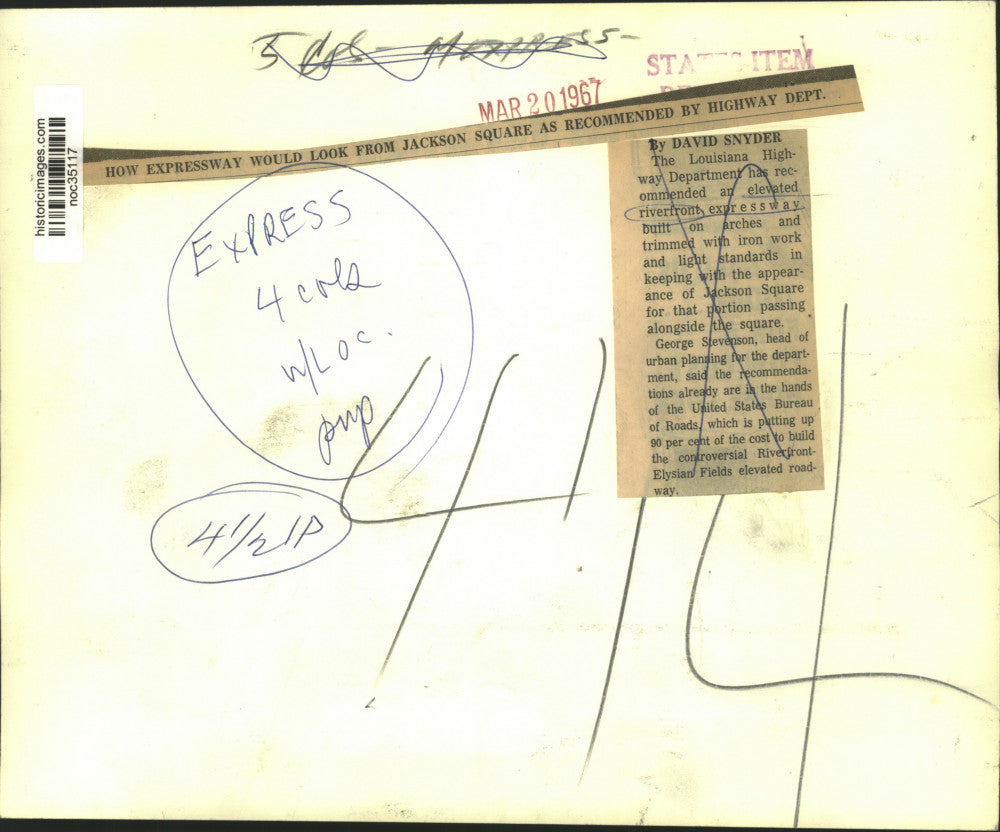 5 Cols - EXPRESS-
STATES ITEM
MAR 20 1967
HOW EXPRESSWAY WOULD LOOK FROM JACKSON SQUARE AS RECOMMENDED BY HIGHWAY DEPT.
historicimages.com
noc35117
By DAVID SNYDER
The Louisiana High-
way Department has rec-
ommended an elevated
riverfront expressway
built on arches and
trimmed with iron work
and light standards in
keeping with the appear-
ance of Jackson Square
for that portion passing
alongside the square.
George Stevenson, head of
urban planning for the depart-
ment, said the recommenda-
tions already are in the hands
of the United States Bureau
of Roads, which is putting up
90 per cent of the cost to build
the controversial Riverfront-
Elysian Fields elevated road-
way.
EXPRESS
4 cols
w/LOC.
pmp
4 1/2 IP